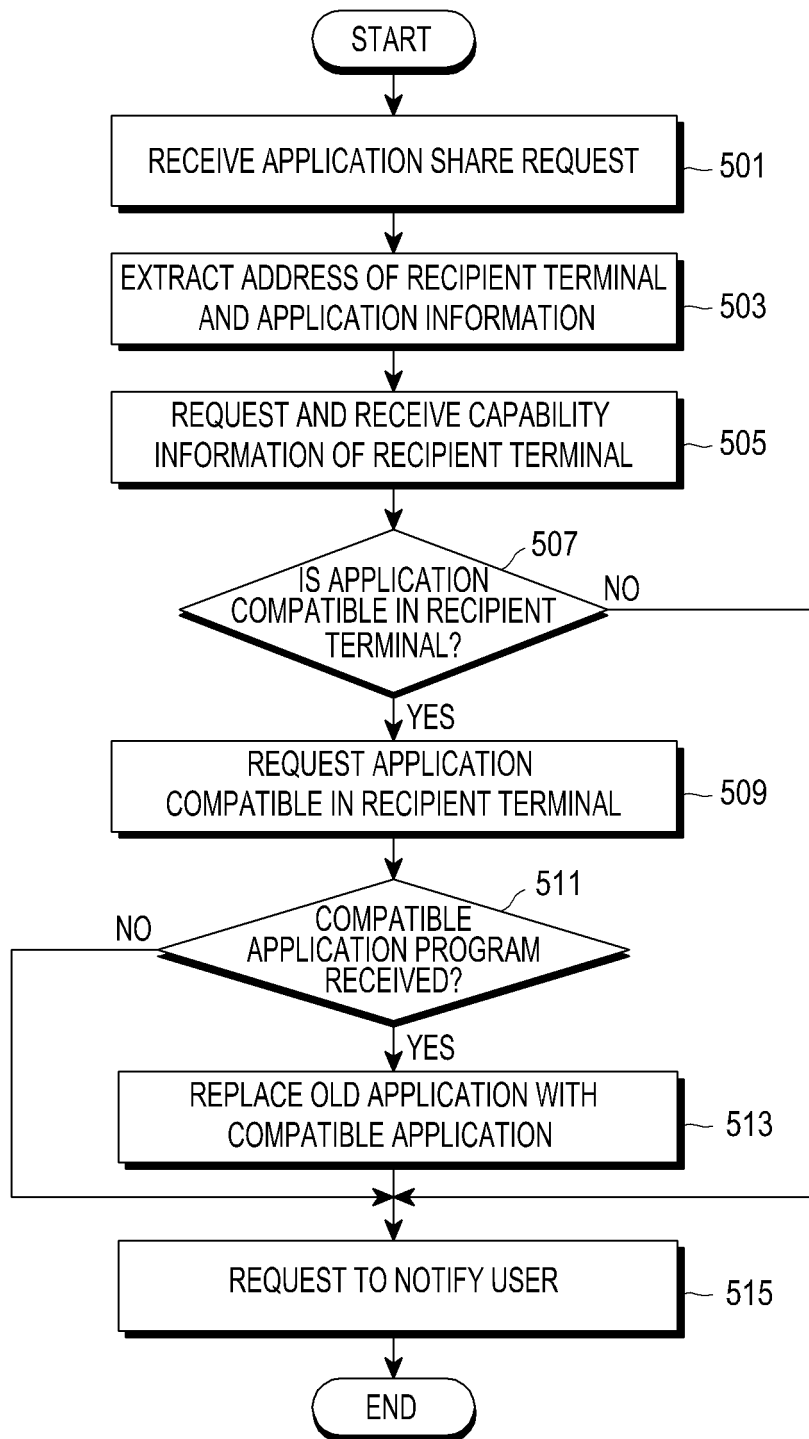 START
RECEIVE APPLICATION SHARE REQUEST
501
EXTRACT ADDRESS OF RECIPIENT TERMINAL
AND APPLICATION INFORMATION
503
REQUEST AND RECEIVE CAPABILITY
INFORMATION OF RECIPIENT TERMINAL
505
507
IS APPLICATION
COMPATIBLE IN RECIPIENT
TERMINAL?
NO
YES
REQUEST APPLICATION
COMPATIBLE IN RECIPIENT TERMINAL
509
511
COMPATIBLE
APPLICATION PROGRAM
RECEIVED?
NO
YES
REPLACE OLD APPLICATION WITH
COMPATIBLE APPLICATION
513
REQUEST TO NOTIFY USER
515
END